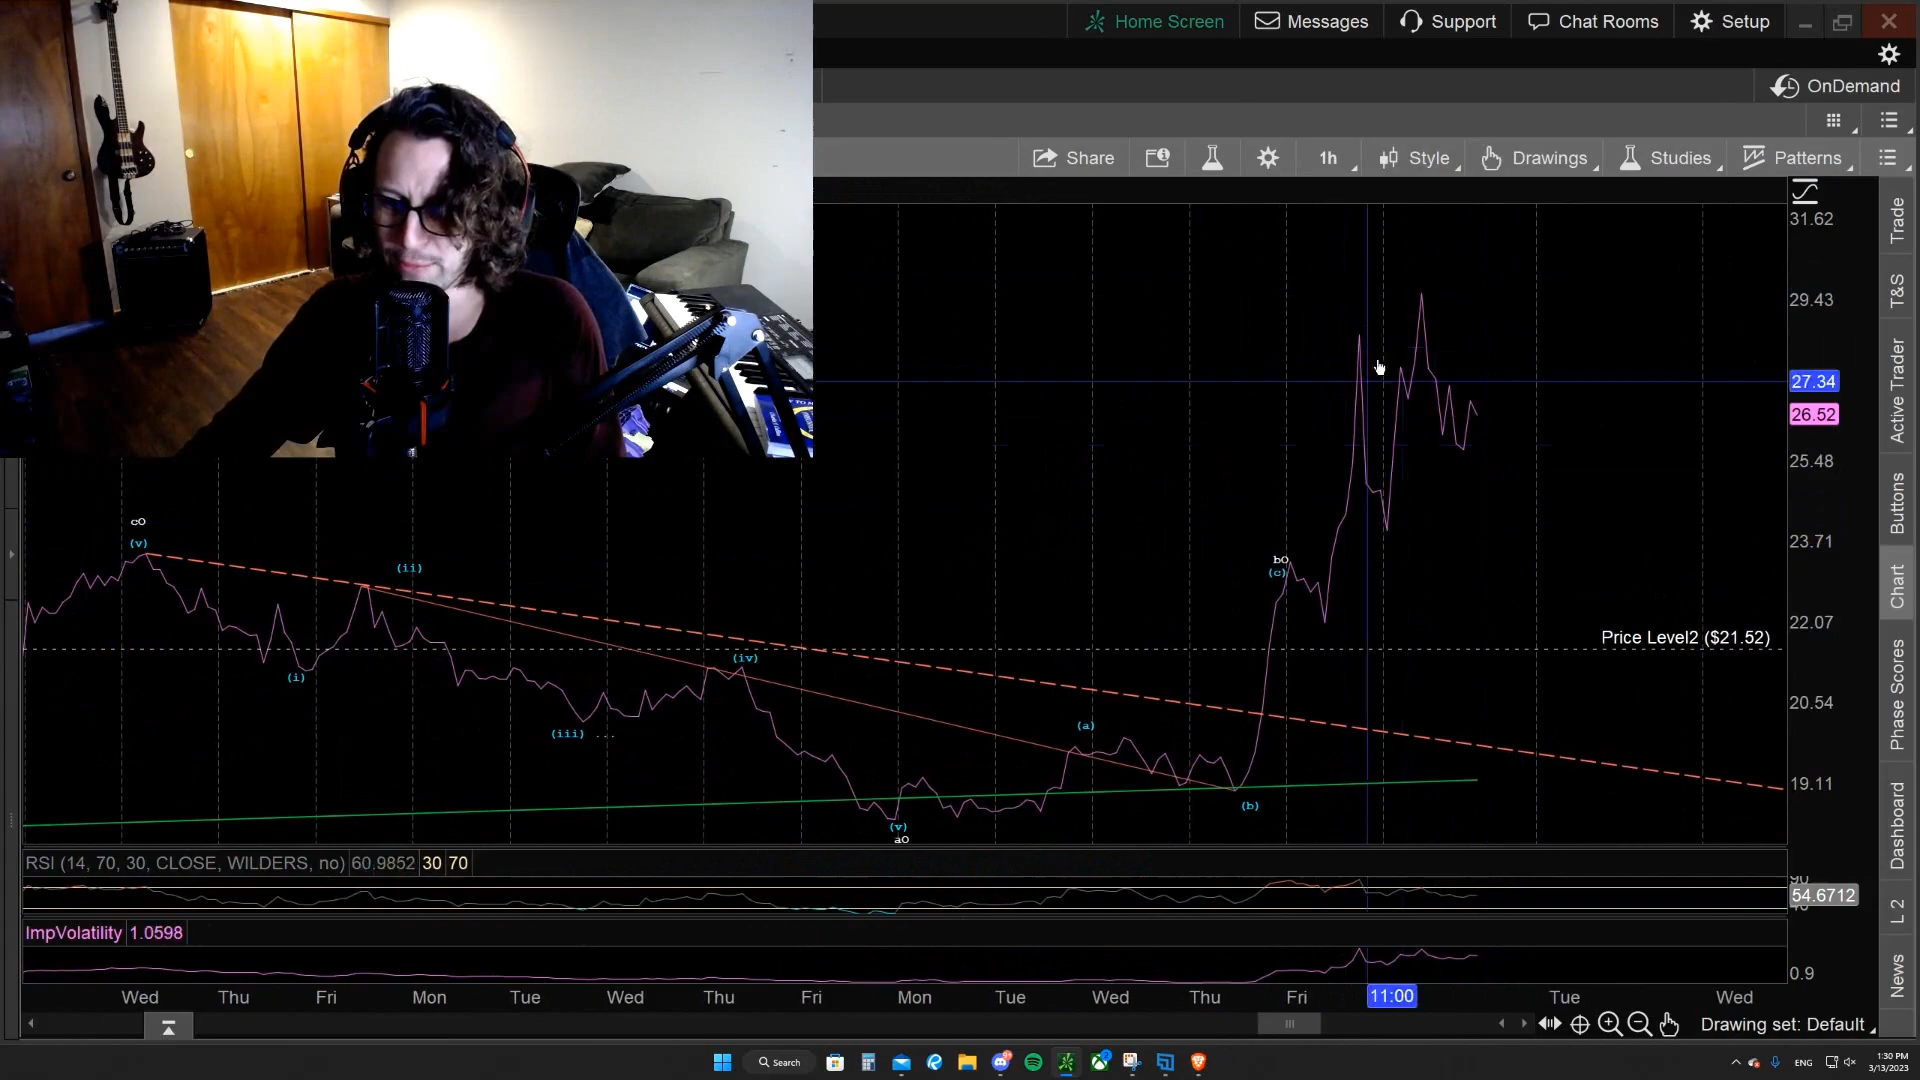 Home Screen
Messages
Support
Chat Rooms
Setup
OnDemand
Share
1h
Style
Drawings
Studies
Patterns
31.62
29.43
27.34
26.52
25.48
23.71
22.07
20.54
19.11
Trade
T&S
Active Trader
Buttons
Chart
Phase Scores
Dashboard
L 2
News
c0
(v)
(i)
(ii)
(iii) ...
(iv)
(v)
a0
(a)
(b)
b0
(c)
Price Level2 ($21.52)
RSI (14, 70, 30, CLOSE, WILDERS, no) 60.9852 30 70
54.6712
ImpVolatility 1.0598
0.9
Wed Thu Fri Mon Tue Wed Thu Fri Mon Tue Wed Thu Fri 11:00 Tue Wed
Drawing set: Default
Search
ENG
1:30 PM
3/13/2023